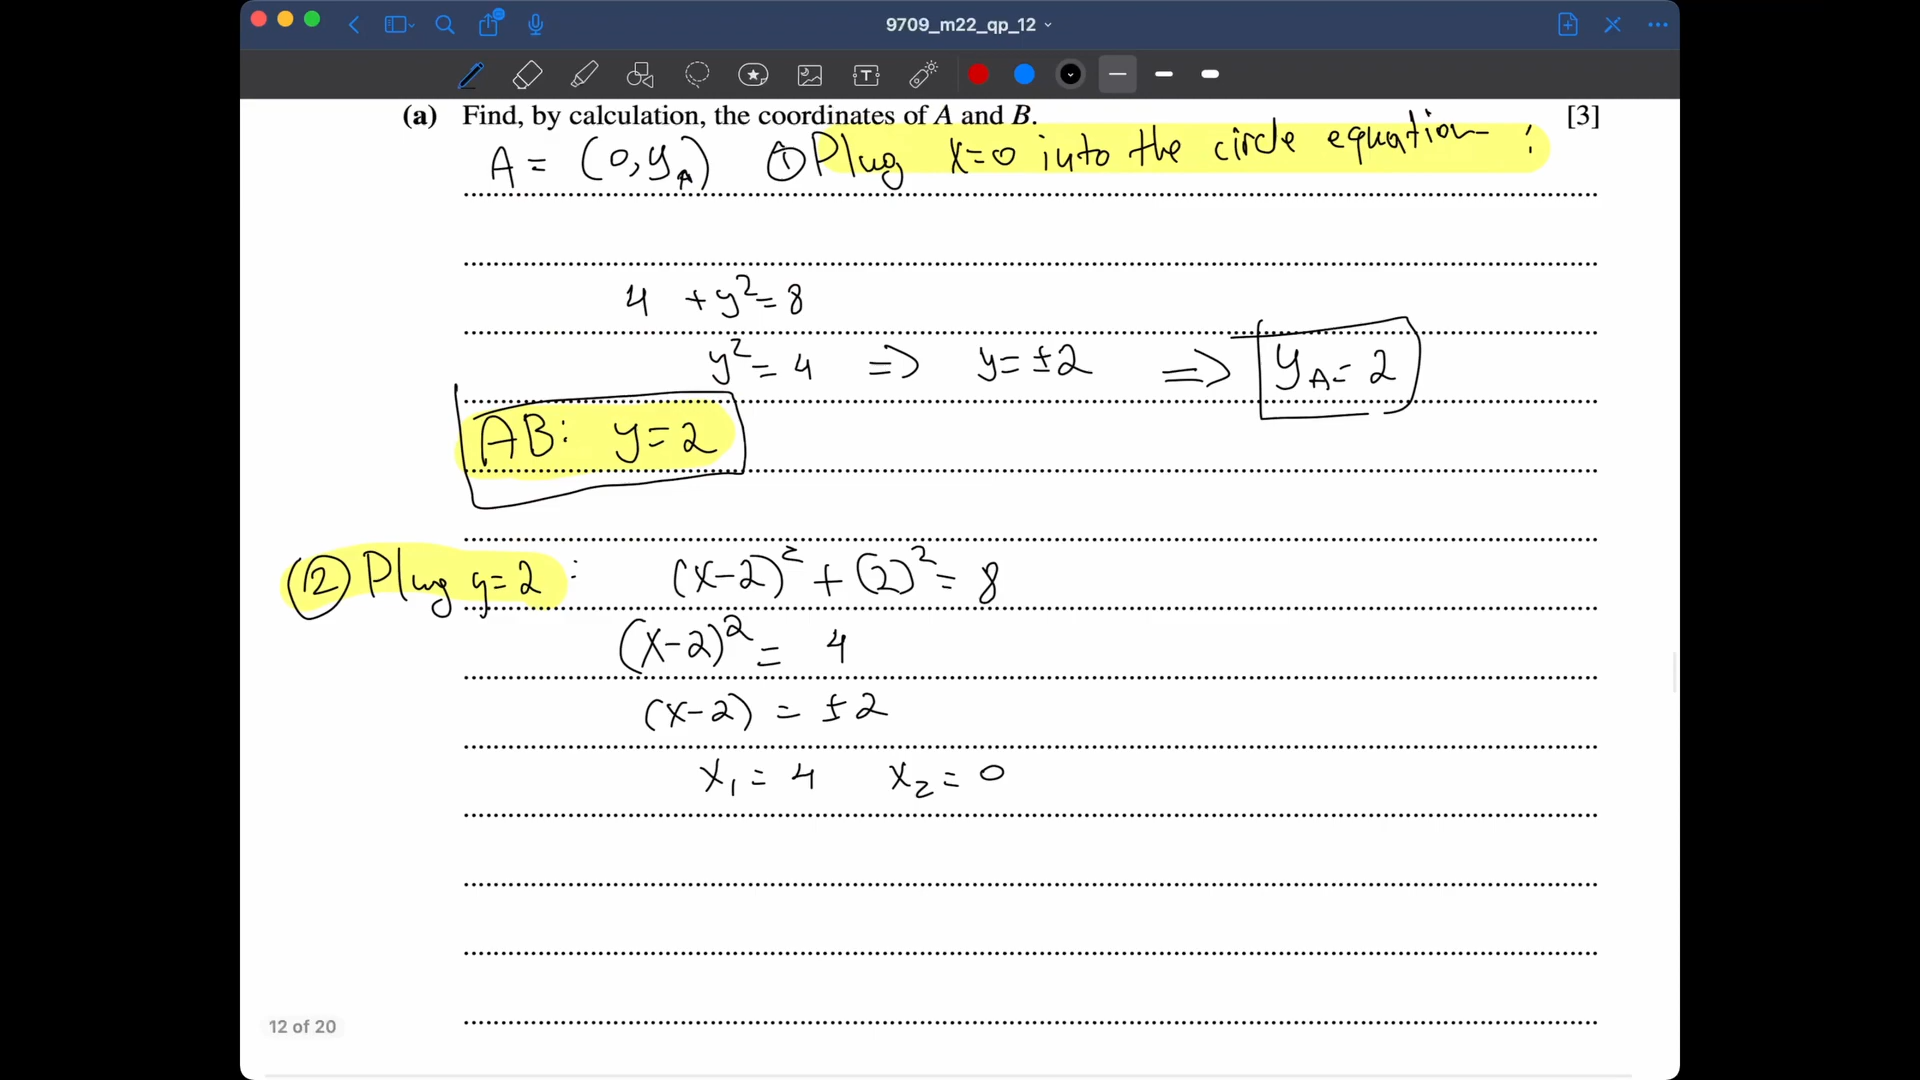 9709_m22_qp_12
(a) Find, by calculation, the coordinates of A and B. [3]
A = (0, y_A) ① Plug x=0 into the circle equation :
4 + y² = 8
y² = 4 => y = ±2 => y_A = 2
AB: y = 2
② Plug y=2 : (x-2)² + (2)² = 8
(x-2)² = 4
(x-2) = ±2
x₁ = 4 x₂ = 0
12 of 20